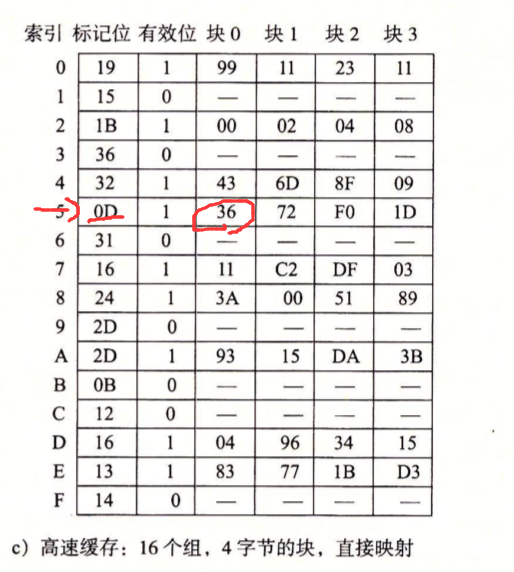 索引 标记位 有效位 块0 块1 块2 块3
0 19 1 99 11 23 11
1 15 0 — — — —
2 1B 1 00 02 04 08
3 36 0 — — — —
4 32 1 43 6D 8F 09
5 0D 1 36 72 F0 1D
6 31 0 — — — —
7 16 1 11 C2 DF 03
8 24 1 3A 00 51 89
9 2D 0 — — — —
A 2D 1 93 15 DA 3B
B 0B 0 — — — —
C 12 0 — — — —
D 16 1 04 96 34 15
E 13 1 83 77 1B D3
F 14 0 — — — —
c）高速缓存：16个组，4字节的块，直接映射